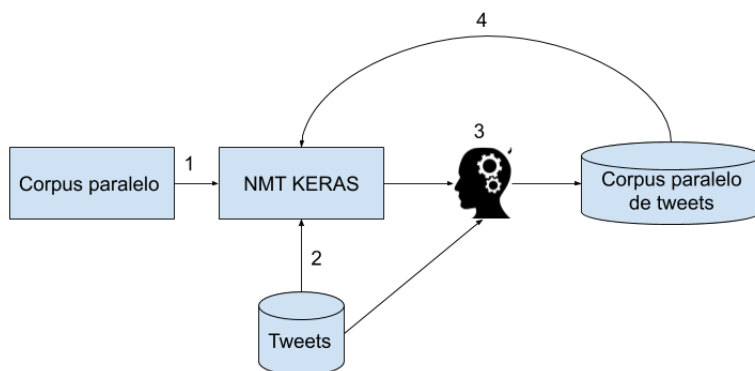 4
3
1
Corpus paralelo
NMT KERAS
Corpus paralelo
de tweets
2
Tweets